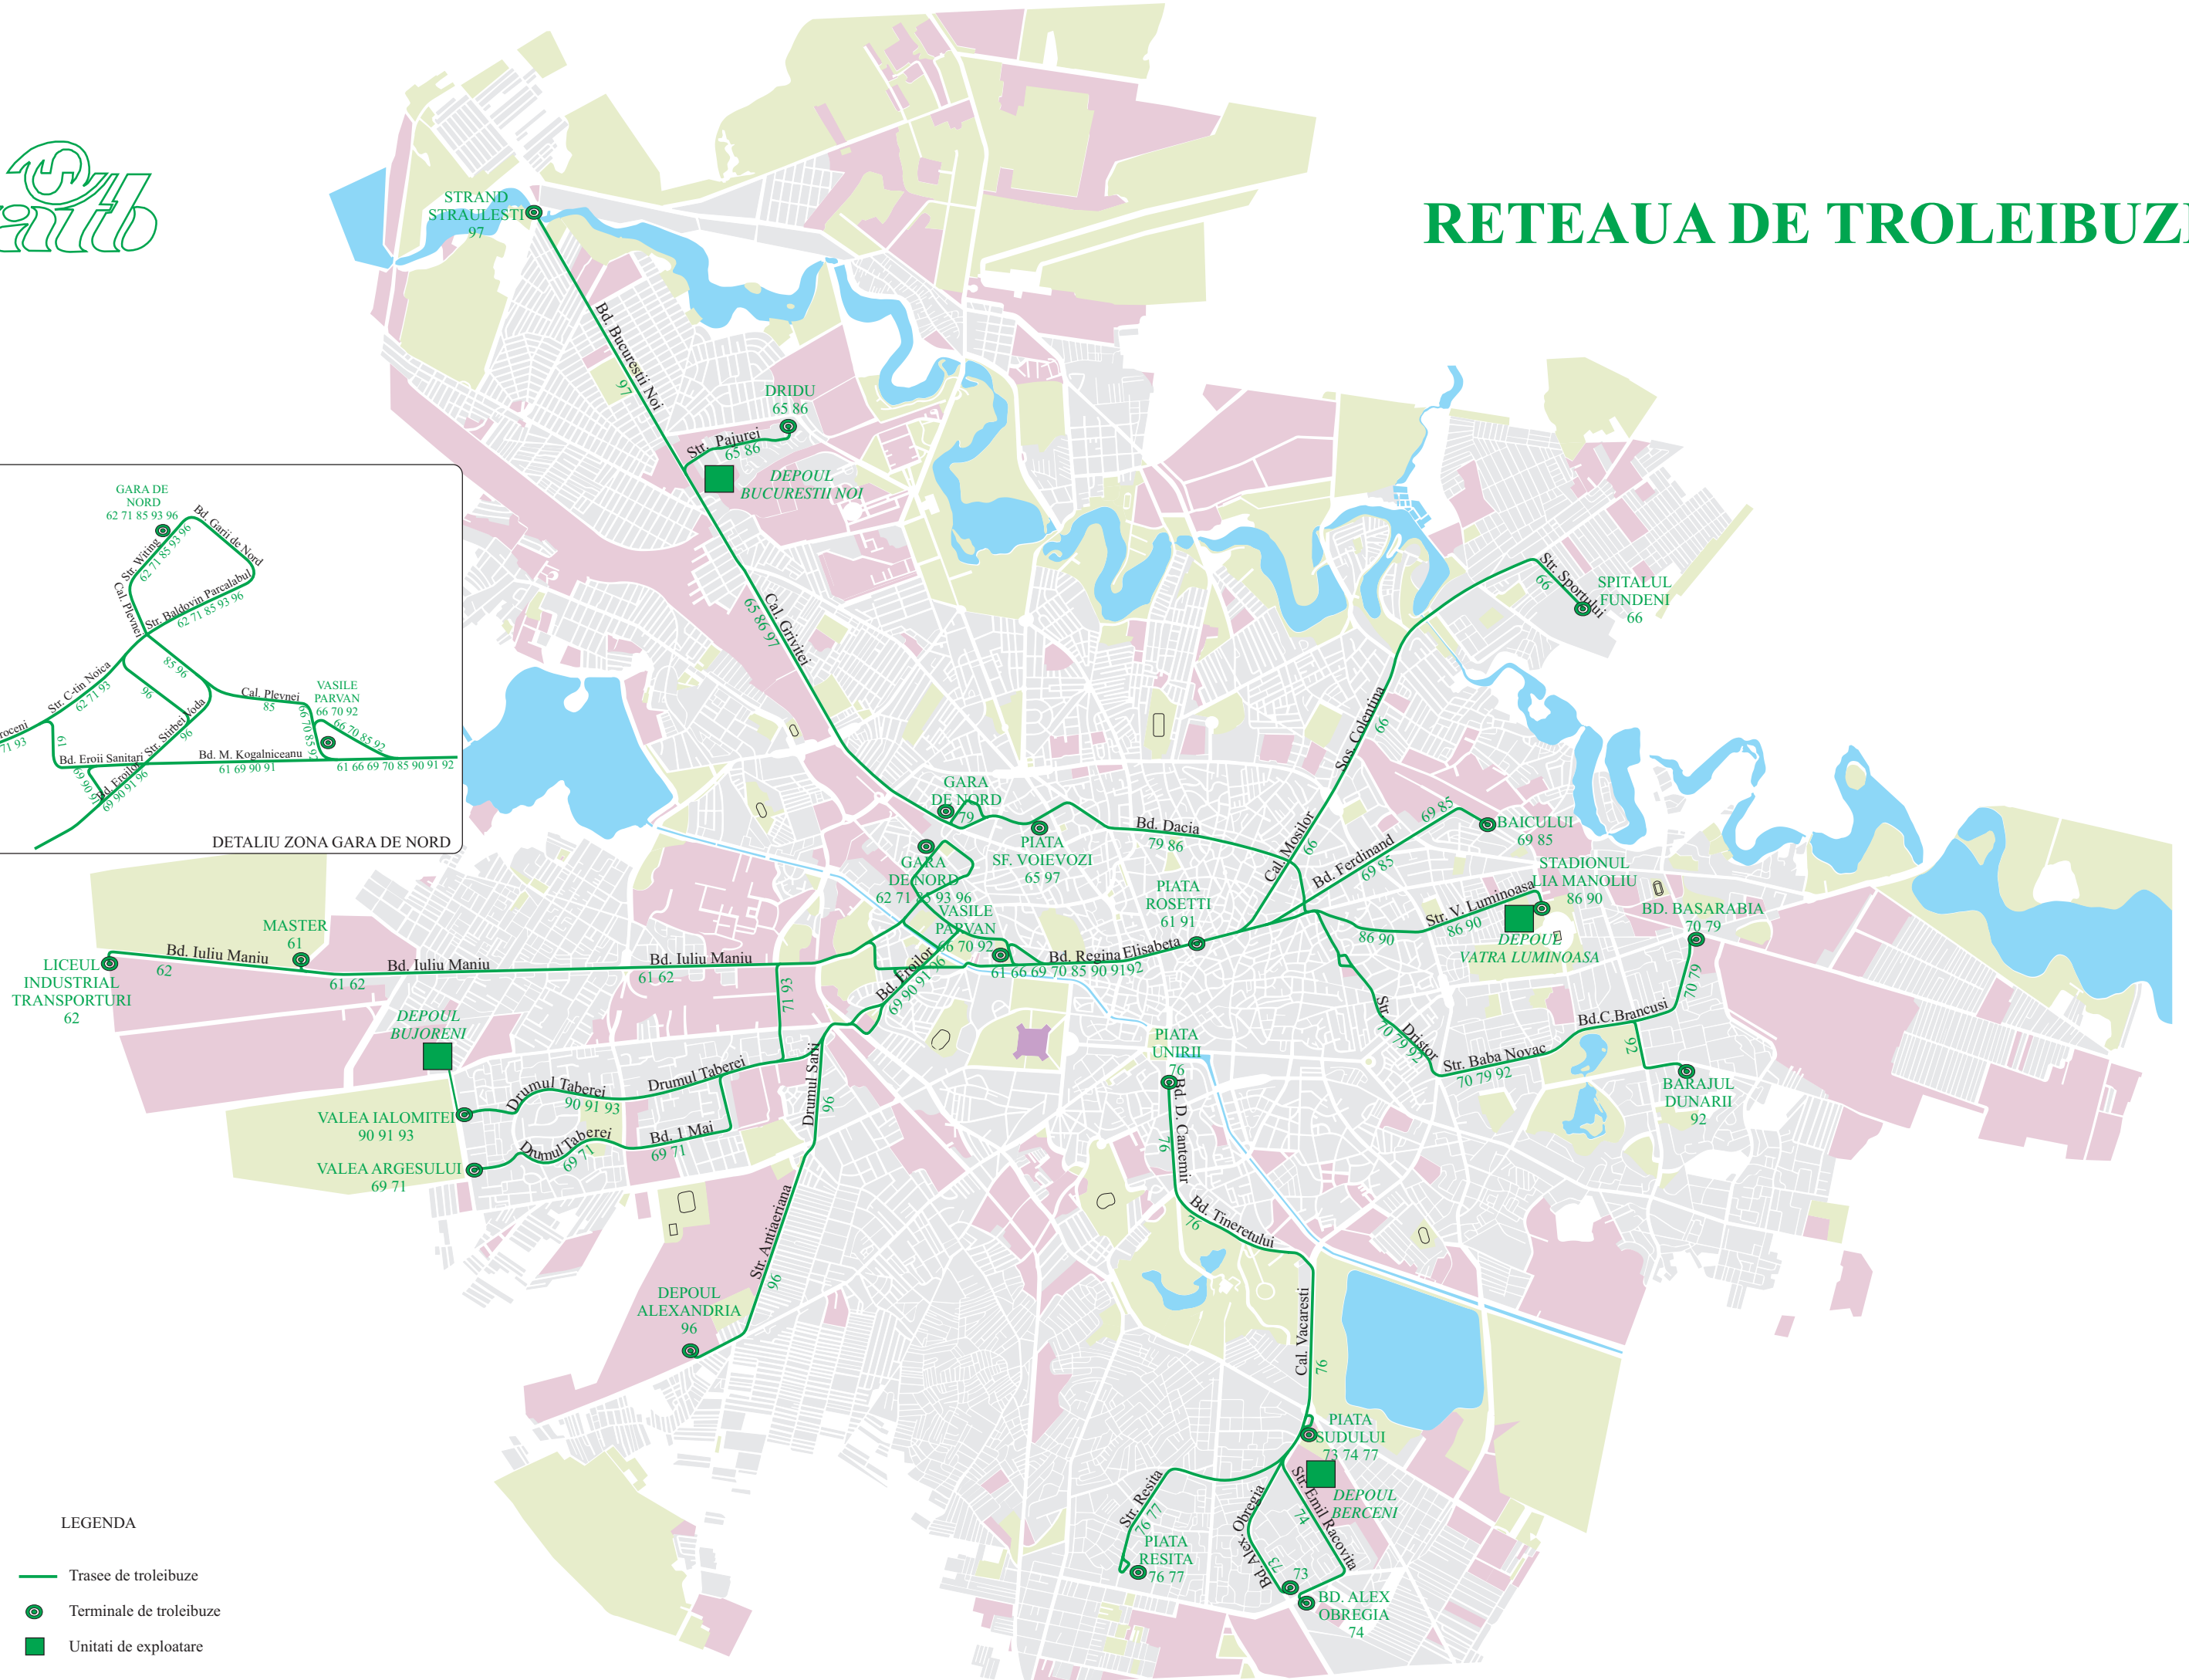 ratb
RETEAUA DE TROLEIBUZE
STRAND
STRAULESTI
97
Bd. Bucurestii Noi
97
DRIDU
65 86
Str. Pajurei
65 86
DEPOUL
BUCURESTII NOI
Cal. Grivitei
65 86 97
GARA DE
NORD
62 71 85 93 96
Bd. Garii de Nord
Str. Witing
62 71 85 93 96
Cal. Plevnei
Str. Baldovin Parcalabul
62 71 85 93 96
85 96
Str. C-tin Noica
62 71 93
96
Cal. Plevnei
85
VASILE
PARVAN
66 70 92
66 70 85 92
66 70 85 92
Str. Stirbei Voda
96
71 93
61
Bd. Eroii Sanitari
Bd. M. Kogalniceanu
61 69 90 91
61 66 69 70 85 90 91 92
69 90 91
Bd. Eroilor
69 90 91 96
DETALIU ZONA GARA DE NORD
Str. Sportului
66
SPITALUL
FUNDENI
66
Sos. Colentina
66
GARA
DE NORD
79
PIATA
SF. VOIEVOZI
65 97
Bd. Dacia
79 86
Cal. Mosilor
66
Bd. Ferdinand
69 85
69 85
BAICULUI
69 85
STADIONUL
LIA MANOLIU
86 90
Str. V. Luminoasa
86 90
86 90
DEPOUL
VATRA LUMINOASA
BD. BASARABIA
70 79
70 79
GARA
DE NORD
62 71 85 93 96
VASILE
PARVAN
66 70 92
PIATA
ROSETTI
61 91
Bd. Regina Elisabeta
61 66 69 70 85 90 91 92
MASTER
61
LICEUL
INDUSTRIAL
TRANSPORTURI
62
Bd. Iuliu Maniu
62
Bd. Iuliu Maniu
61 62
Bd. Iuliu Maniu
61 62
71 93
Bd. Eroilor
69 90 91 96
DEPOUL
BUJORENI
Str. Dristor
70 79 92
Str. Baba Novac
70 79 92
Bd.C.Brancusi
92
BARAJUL
DUNARII
92
VALEA IALOMITEI
90 91 93
Drumul Taberei
90 91 93
Drumul Taberei
Drumul Sarii
96
VALEA ARGESULUI
69 71
Drumul Taberei
69 71
Bd. 1 Mai
69 71
PIATA
UNIRII
76
Bd. D. Cantemir
76
Bd. Tineretului
76
Str. Antiaeriana
96
DEPOUL
ALEXANDRIA
96
Cal. Vacaresti
76
PIATA
SUDULUI
73 74 77
DEPOUL
BERCENI
Str. Resita
76 77
PIATA
RESITA
76 77
Bd.Alex. Obregia
73
Str. Emil Racovita
74
73
BD. ALEX
OBREGIA
74
LEGENDA
Trasee de troleibuze
Terminale de troleibuze
Unitati de exploatare